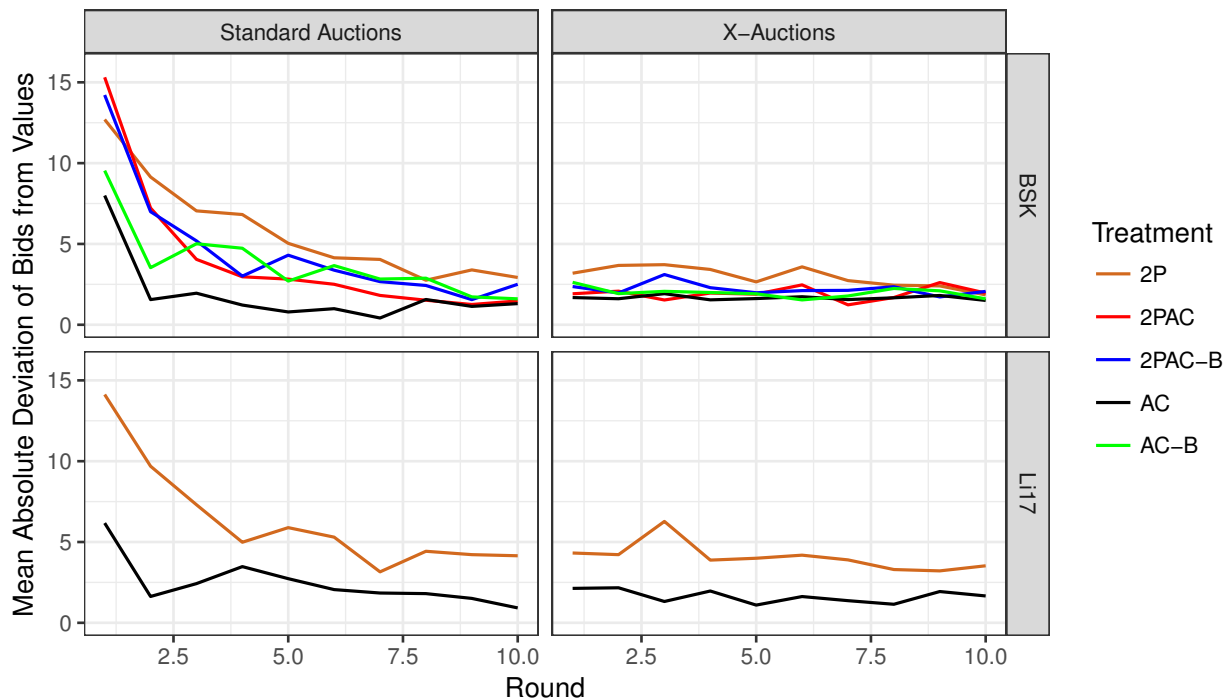 Standard Auctions
X−Auctions
Mean Absolute Deviation of Bids from Values
15
10
5
0
BSK
15
10
5
0
Li17
2.5
5.0
7.5
10.0
2.5
5.0
7.5
10.0
Round
Treatment
2P
2PAC
2PAC−B
AC
AC−B